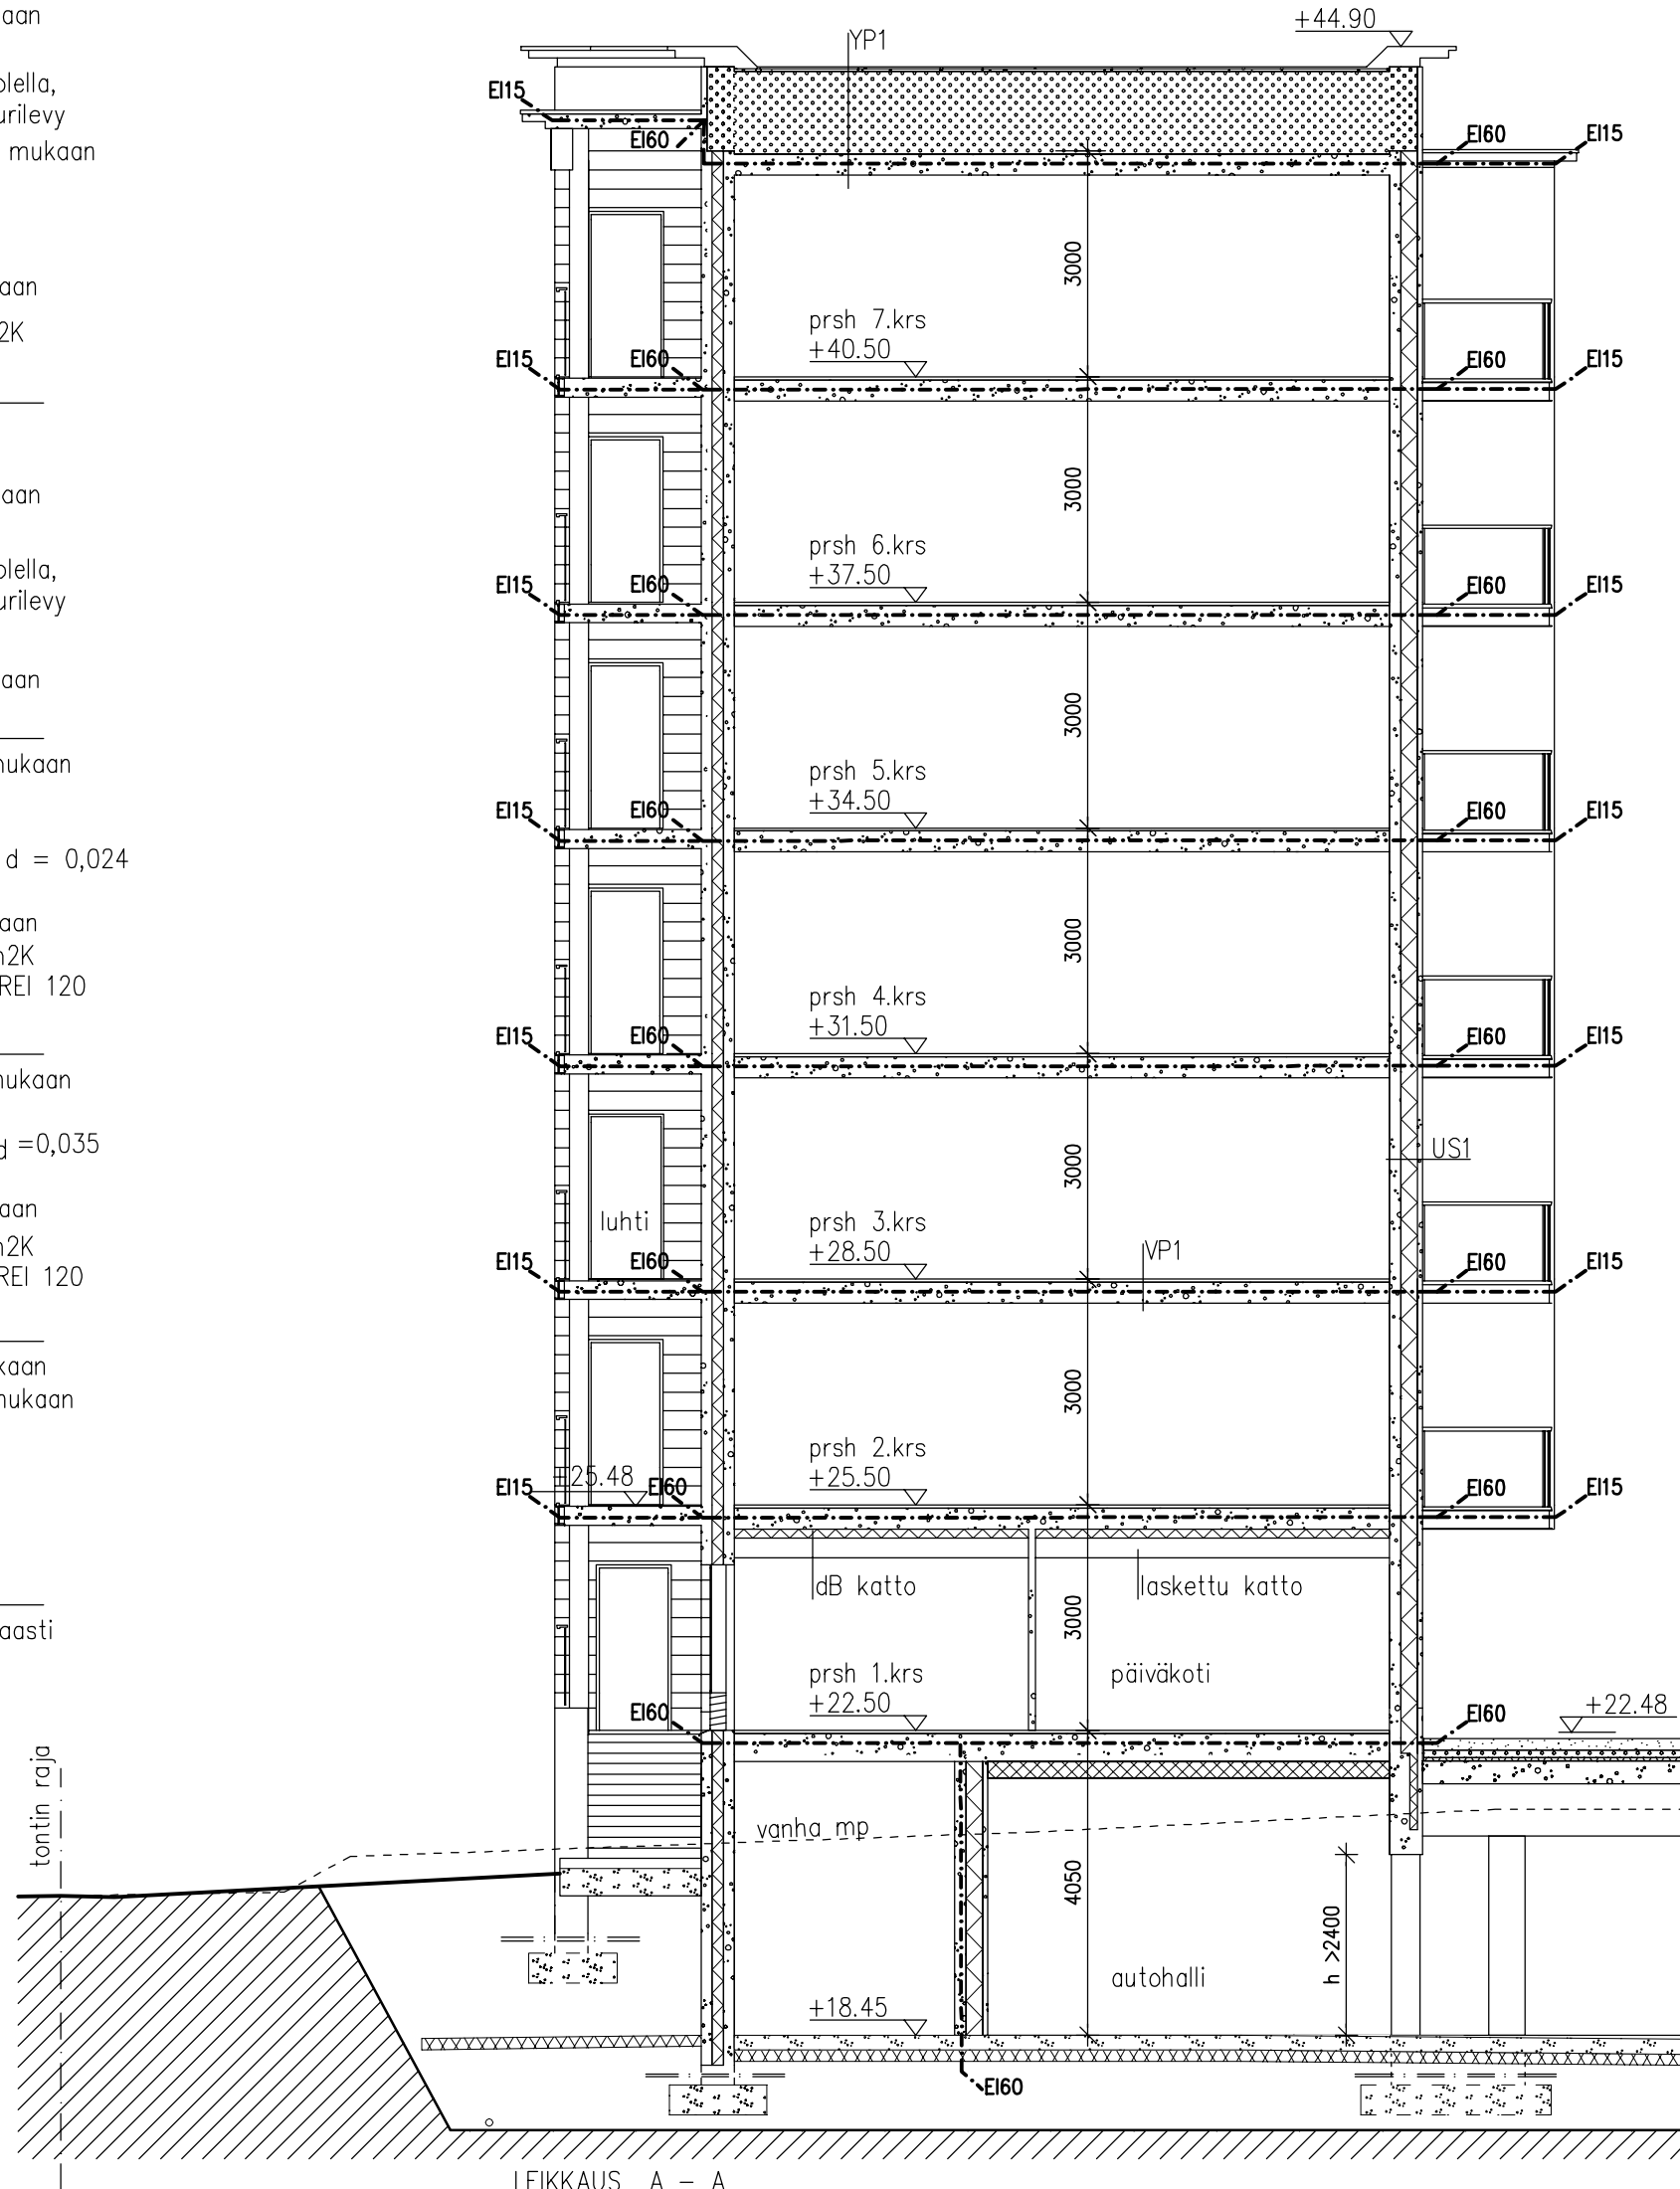 aan
olella,
urilevy
mukaan
aan
2K
aan
olella,
urilevy
aan
nukaan
d = 0,024
aan
n2K
REI 120
nukaan
d =0,035
aan
n2K
REI 120
kaan
nukaan
aasti
tontin raja
+44.90
YP1
EI15
EI60
EI60
EI15
3000
prsh 7.krs
+40.50
EI15
EI60
EI60
EI15
3000
prsh 6.krs
+37.50
EI15
EI60
EI60
EI15
3000
prsh 5.krs
+34.50
EI15
EI60
EI60
EI15
3000
prsh 4.krs
+31.50
EI15
EI60
EI60
EI15
3000
US1
luhti
prsh 3.krs
+28.50
VP1
EI15
EI60
EI60
EI15
3000
prsh 2.krs
+25.50
+25.48
EI15
EI60
EI60
EI15
dB katto
laskettu katto
3000
prsh 1.krs
+22.50
päiväkoti
EI60
EI60
+22.48
vanha mp
4050
h >2400
autohalli
+18.45
EI60
LEIKKAUS A - A